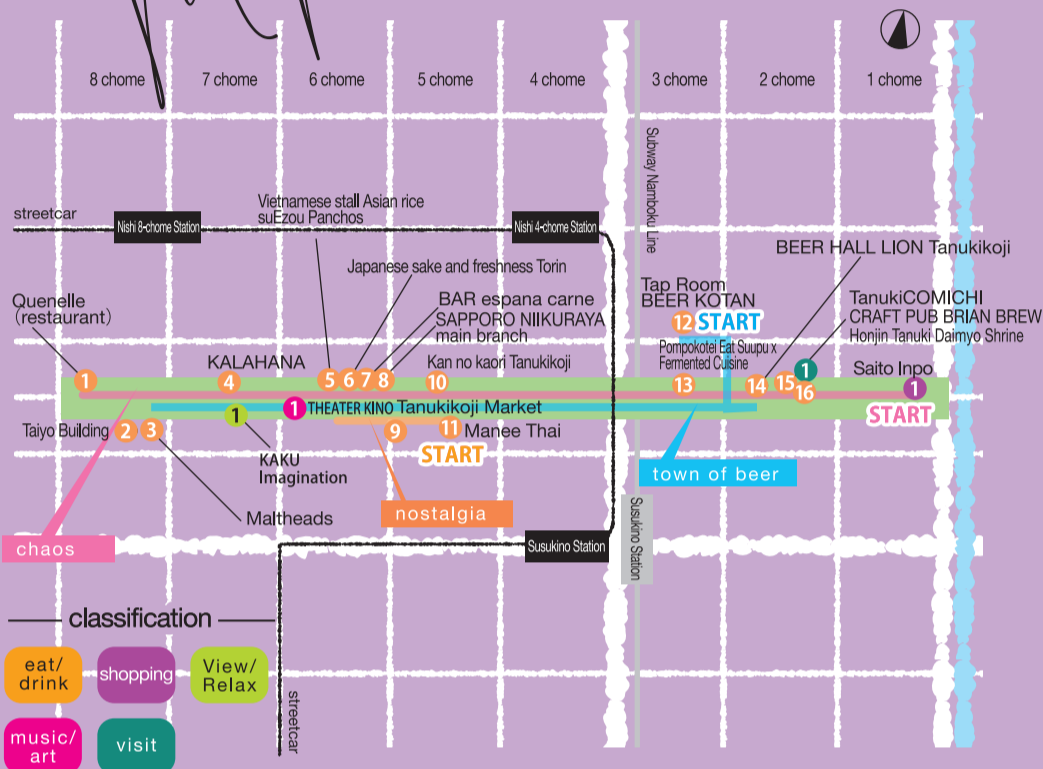 8 chome
7 chome
6 chome
5 chome
4 chome
3 chome
2 chome
1 chome
Subway Namboku Line
streetcar
Nishi 8-chome Station
Vietnamese stall Asian rice
suEzou Panchos
Nishi 4-chome Station
Japanese sake and freshness Torin
BEER HALL LION Tanukikoji
Quenelle
(restaurant)
BAR espana carne
SAPPORO NIIKURAYA
main branch
Tap Room
BEER KOTAN
12 START
TanukiCOMICHI
CRAFT PUB BRIAN BREW
Honjin Tanuki Daimyo Shrine
KALAHANA
Kan no kaori Tanukikoji
Pompokotei Eat Suupu x
Fermented Cuisine
1
Saito Inpo
1
4
5
6
7
8
10
13
14
15
16
1
START
1
1
THEATER KINO Tanukikoji Market
Taiyo Building
2
3
9
11
Manee Thai
START
KAKU
Imagination
town of beer
nostalgia
Maltheads
chaos
Susukino Station
Susukino Station
classification
eat/
drink
shopping
View/
Relax
music/
art
visit
streetcar